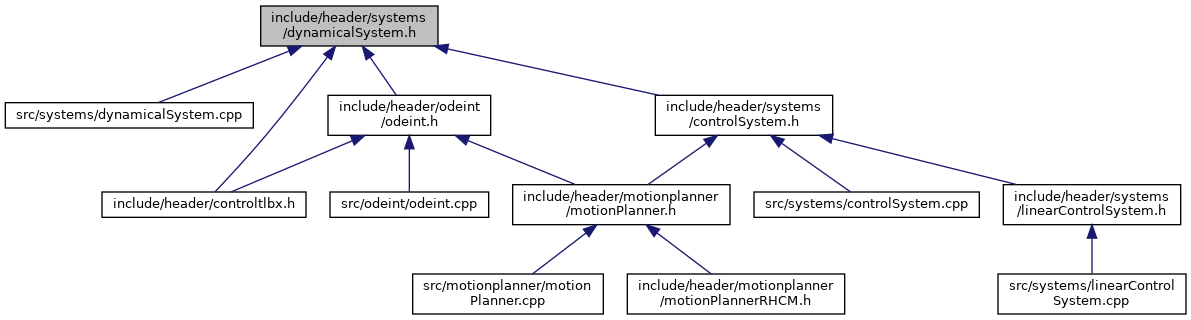 include/header/systems
/dynamicalSystem.h
src/systems/dynamicalSystem.cpp
include/header/odeint
/odeint.h
include/header/systems
/controlSystem.h
include/header/controltlbx.h
src/odeint/odeint.cpp
include/header/motionplanner
/motionPlanner.h
src/systems/controlSystem.cpp
include/header/systems
/linearControlSystem.h
src/motionplanner/motion
Planner.cpp
include/header/motionplanner
/motionPlannerRHCM.h
src/systems/linearControl
System.cpp